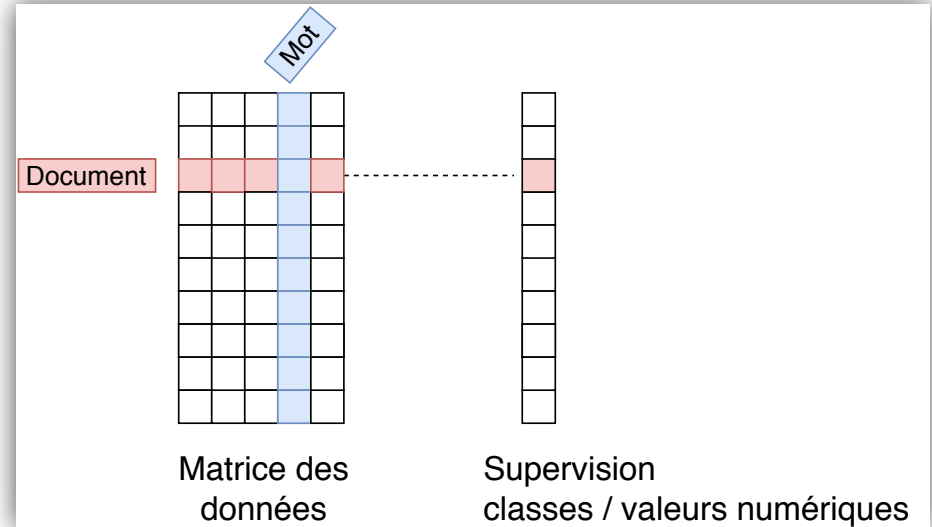 Mot
Document
Matrice des
données
Supervision
classes / valeurs numériques